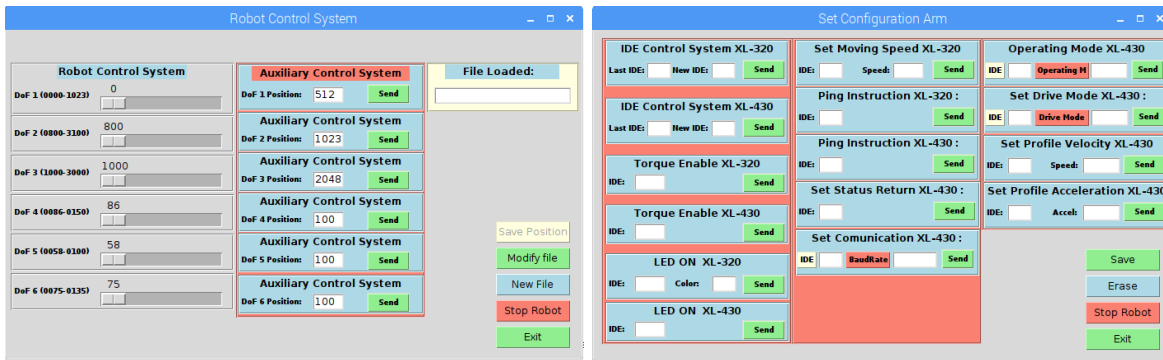 Robot Control System
Robot Control System
DoF 1 (0000-1023)
0
DoF 2 (0800-3100)
800
DoF 3 (1000-3000)
1000
DoF 4 (0086-0150)
86
DoF 5 (0058-0100)
58
DoF 6 (0075-0135)
75
Auxiliary Control System
DoF 1 Position: 512 Send
Auxiliary Control System
DoF 2 Position: 1023 Send
Auxiliary Control System
DoF 3 Position: 2048 Send
Auxiliary Control System
DoF 4 Position: 100 Send
Auxiliary Control System
DoF 5 Position: 100 Send
Auxiliary Control System
DoF 6 Position: 100 Send
File Loaded:
Save Position
Modify file
New File
Stop Robot
Exit
Set Configuration Arm
IDE Control System XL-320
Last IDE: New IDE: Send
IDE Control System XL-430
Last IDE: New IDE: Send
Torque Enable XL-320
IDE: Send
Torque Enable XL-430
IDE: Send
LED ON XL-320
IDE: Color: Send
LED ON XL-430
IDE: Send
Set Moving Speed XL-320
IDE: Speed: Send
Ping Instruction XL-320 :
IDE: Send
Ping Instruction XL-430 :
IDE: Send
Set Status Return XL-430 :
IDE: Send
Set Comunication XL-430 :
IDE BaudRate Send
Operating Mode XL-430
IDE Operating M Send
Set Drive Mode XL-430 :
IDE Drive Mode Send
Set Profile Velocity XL-430
IDE: Speed: Send
Set Profile Acceleration XL-430
IDE: Accel: Send
Save
Erase
Stop Robot
Exit